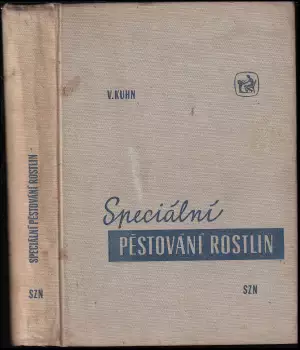 SPECIÁLNÍ PĚSTOVÁNÍ ROSTLIN
SZN
V. KUHN
Speciální
PĚSTOVÁNÍ ROSTLIN
SZN